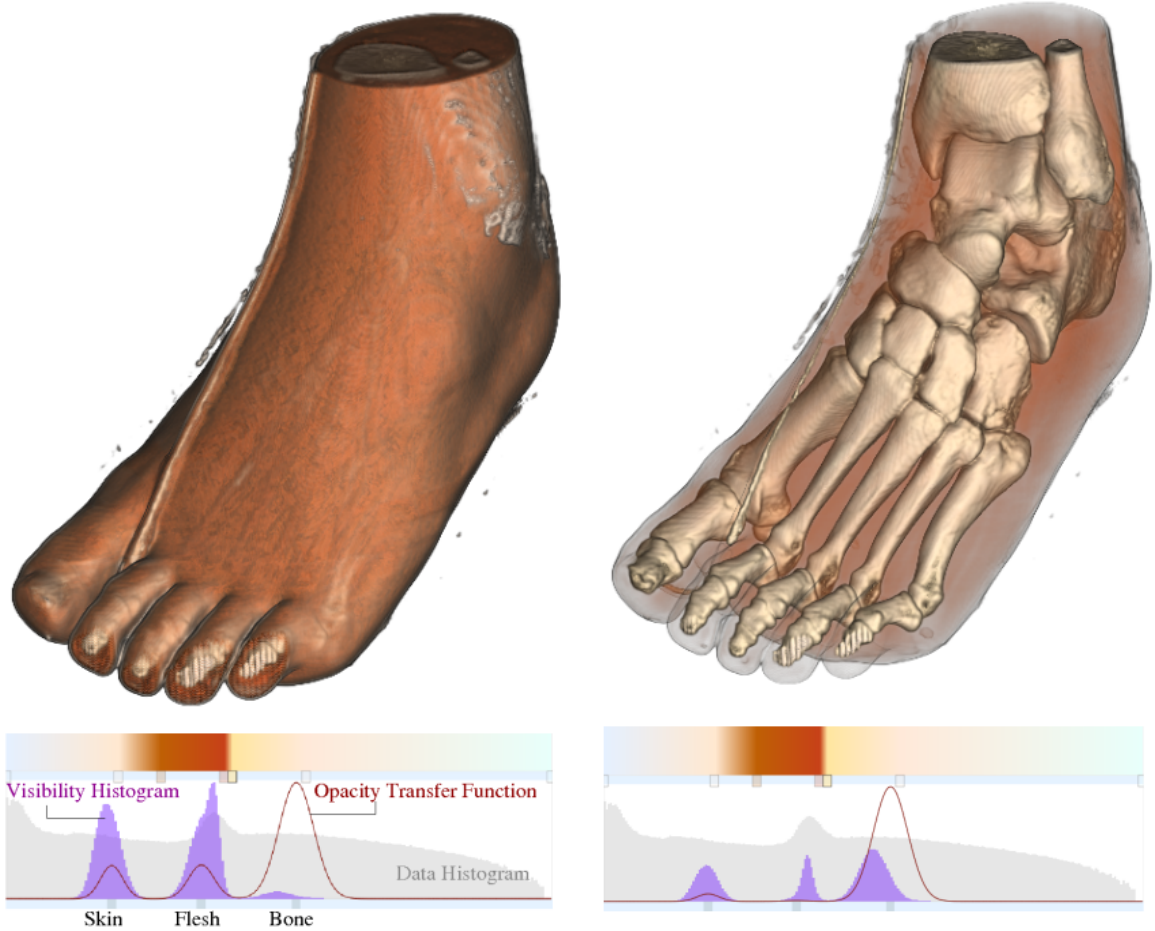 Visibility Histogram
Opacity Transfer Function
Data Histogram
Skin
Flesh
Bone